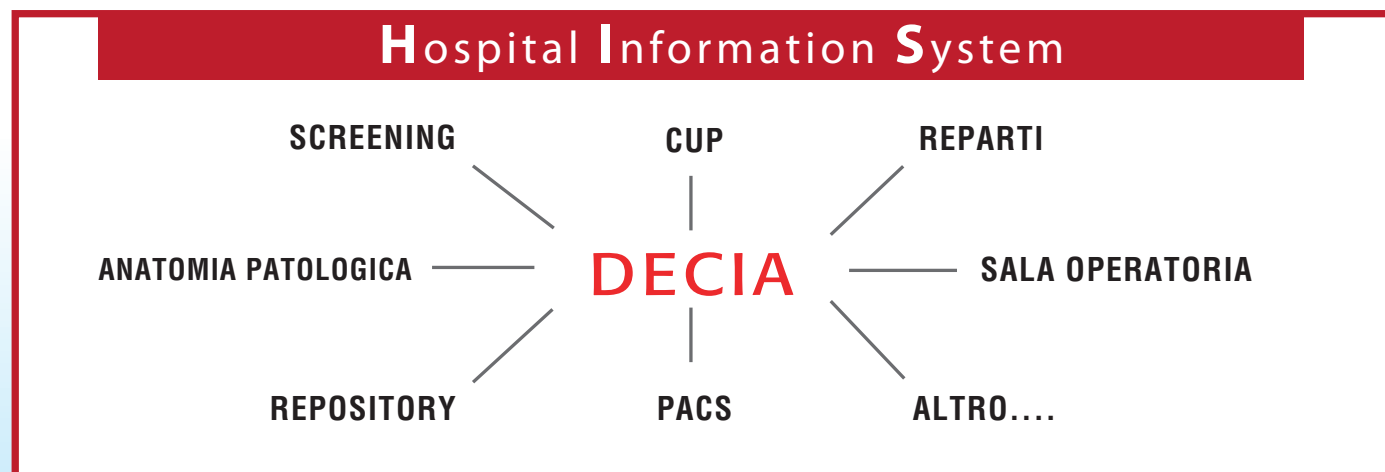 Hospital Information System
SCREENING CUP REPARTI
ANATOMIA PATOLOGICA DECIA SALA OPERATORIA
REPOSITORY PACS ALTRO....